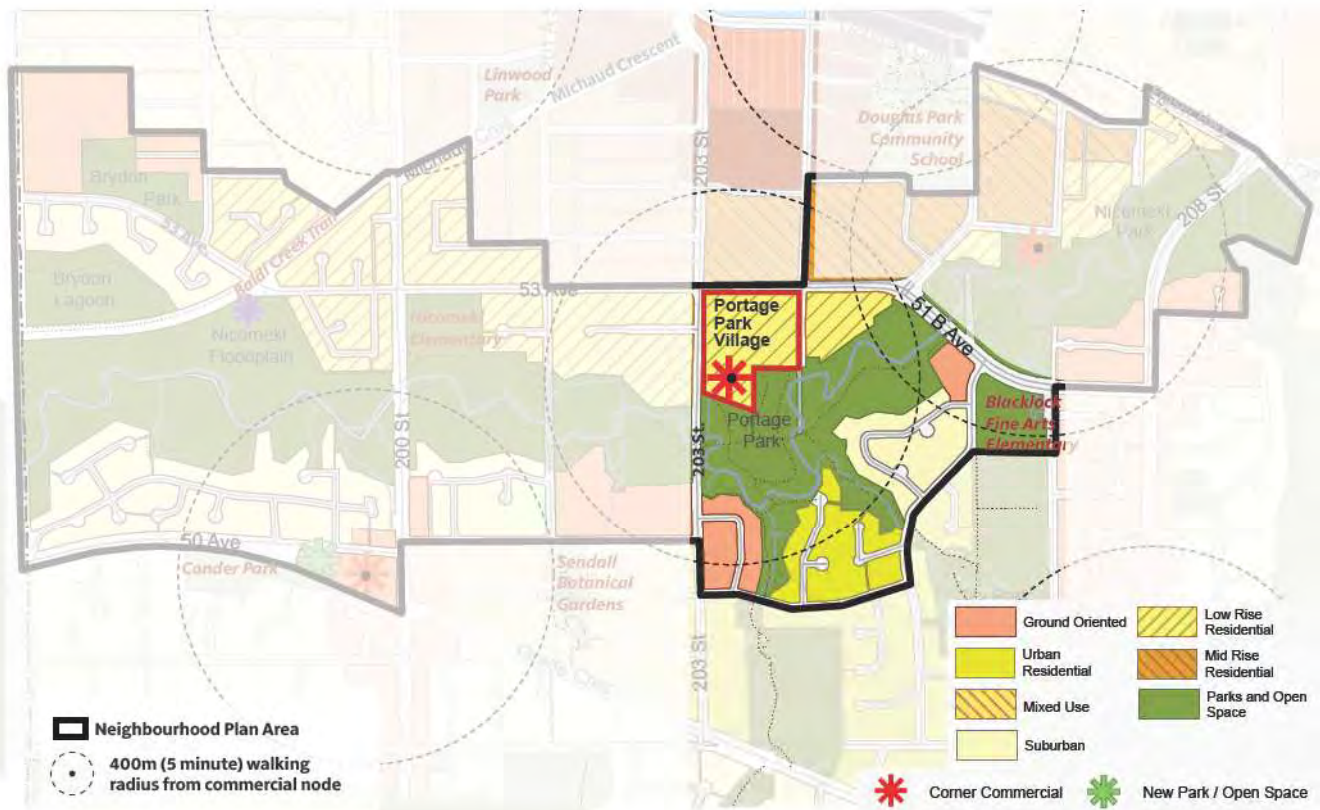 Linwood
Park
Michaud Crescent
203 St
Douglas Park
Community
School
Brydon
Park
53 Ave
Baldi Creek Trail
208 St
Nicomekl
Park
Brydon
Lagoon
53 Ave
Nicomekl
Floodplain
Nicomekl
Elementary
Portage
Park
Village
51 B Ave
Portage
Park
Blacklock
Fine Arts
Elementary
200 St
203 St.
50 Ave
Conder Park
Sendall
Botanical
Gardens
203 St
Ground Oriented
Low Rise
Residential
Urban
Residential
Mid Rise
Residential
Mixed Use
Parks and Open
Space
Suburban
Neighbourhood Plan Area
400m (5 minute) walking
radius from commercial node
Corner Commercial
New Park / Open Space